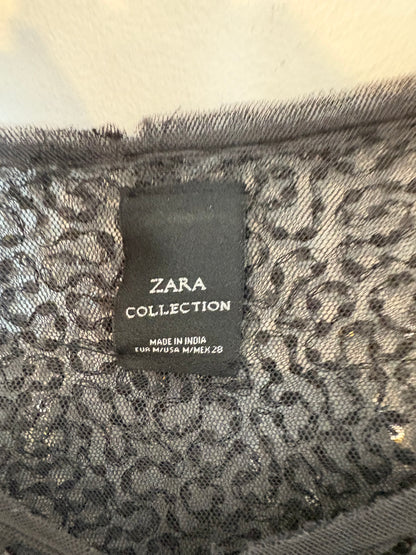 ZARA
COLLECTION
MADE IN INDIA
EUR M/USA M/MEX 28